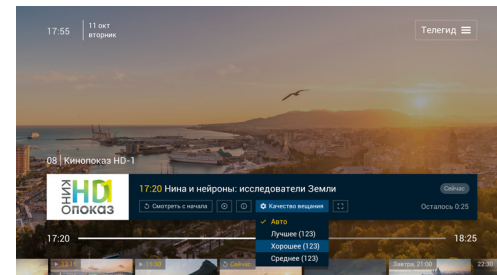 17:55
11 окт
вторник
Телегид
08 | Кинопоказ HD-1
КИН HD
ОПОКАЗ
17:20 Нина и нейроны: исследователи Земли
Сейчас
Смотреть с начала
Качество вещания
Осталось 0:25
Авто
Лучшее (123)
Хорошее (123)
Среднее (123)
17:20
18:25
Сейчас
Завтра, 21:00
22:30